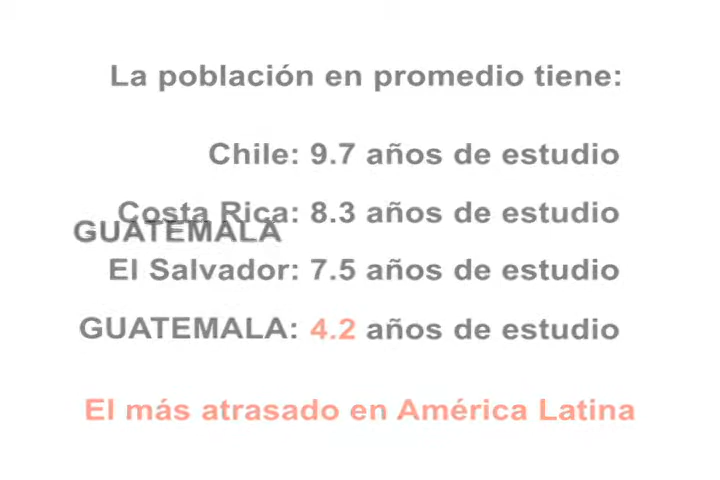 La población en promedio tiene:
Chile: 9.7 años de estudio
Costa Rica: 8.3 años de estudio
GUATEMALA
El Salvador: 7.5 años de estudio
GUATEMALA: 4.2 años de estudio
El más atrasado en América Latina